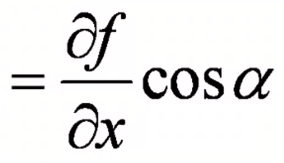 = ∂f/∂x cos α